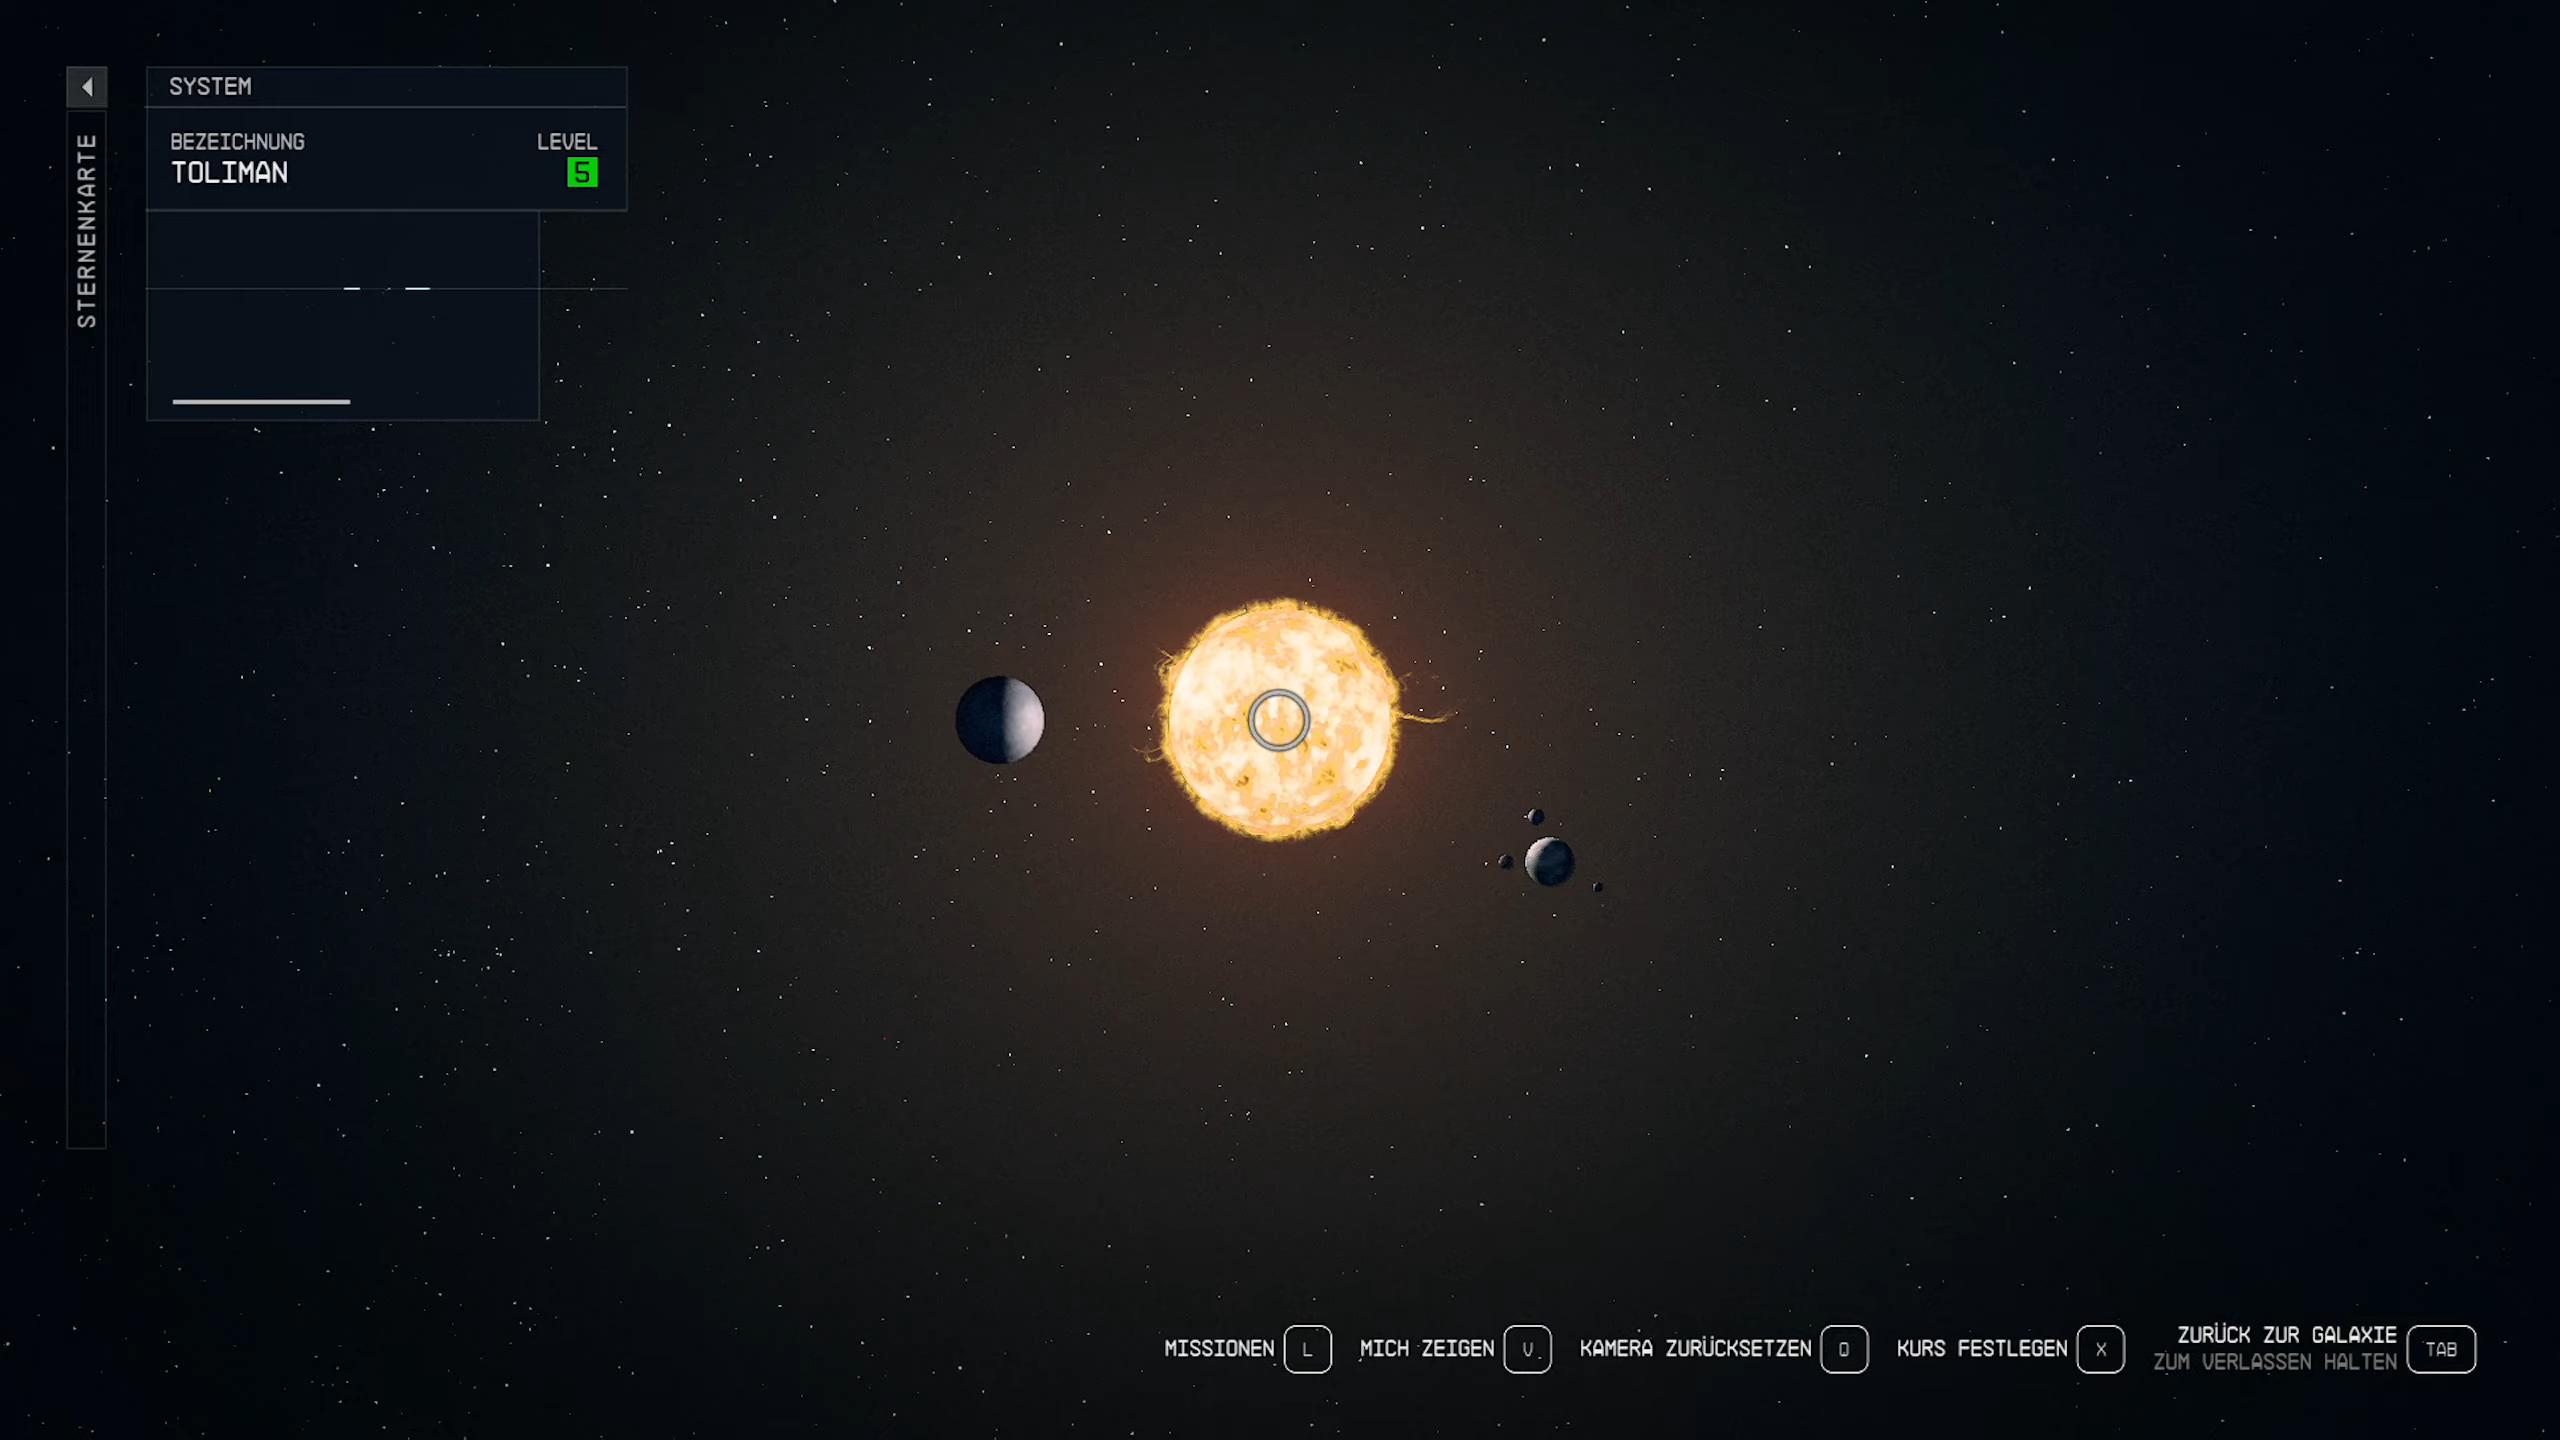 SYSTEM
BEZEICHNUNG LEVEL
TOLIMAN 5
STERNENKARTE
MISSIONEN L MICH ZEIGEN V KAMERA ZURÜCKSETZEN Q KURS FESTLEGEN X ZURÜCK ZUR GALAXIE TAB
ZUM VERLASSEN HALTEN